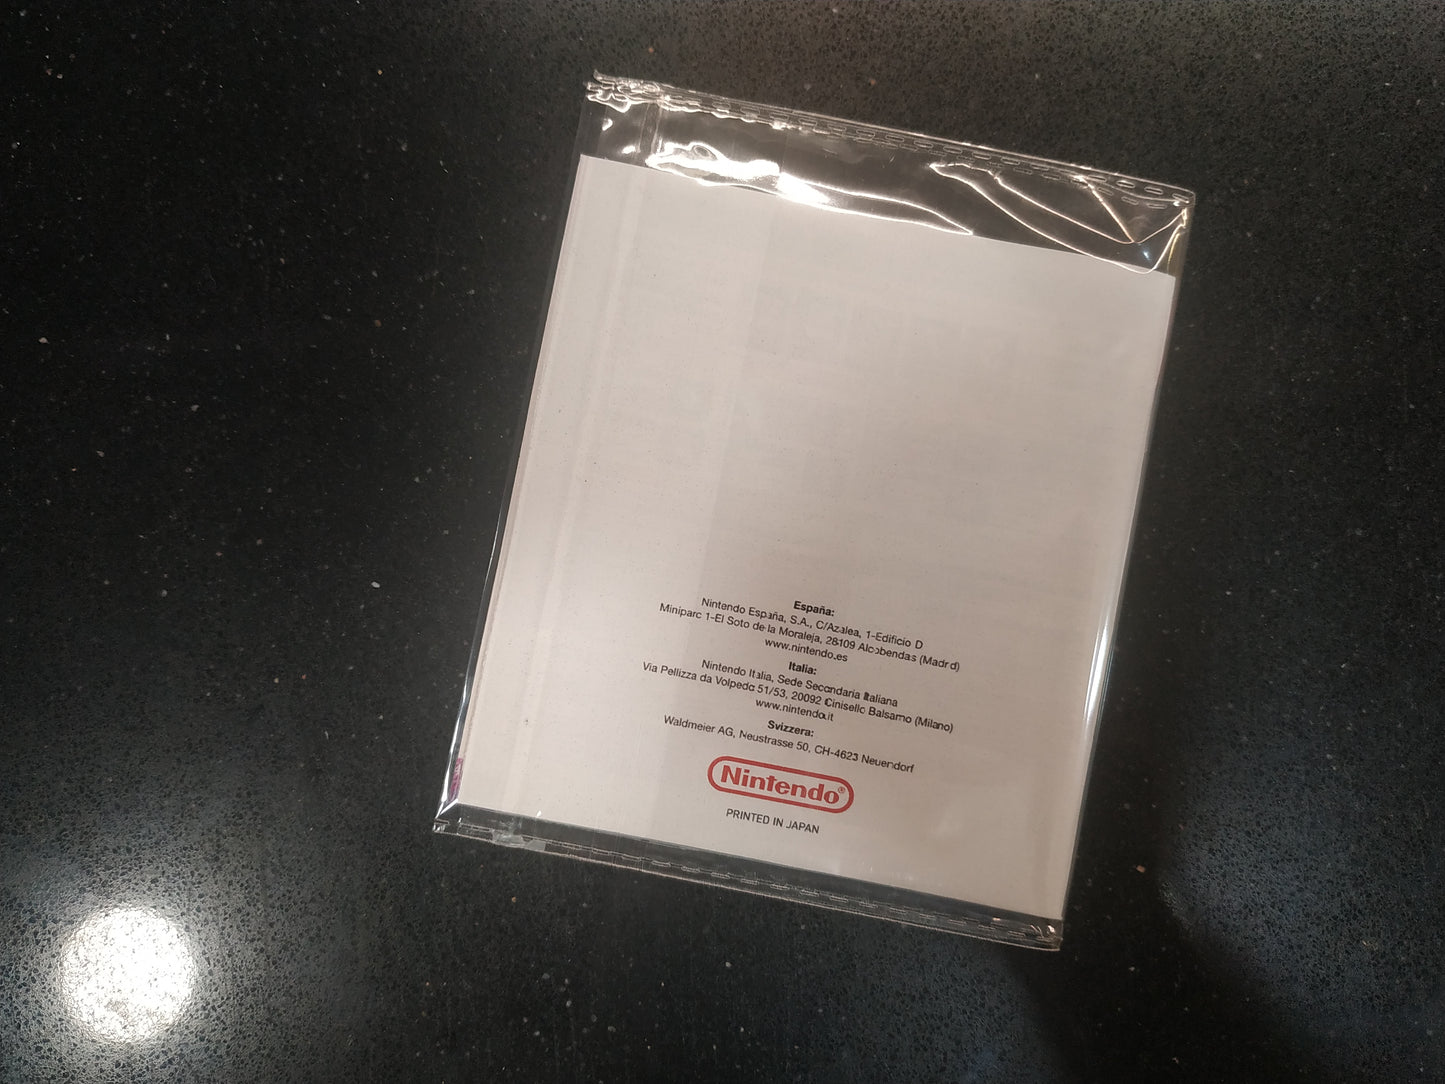 España:
Nintendo España, S.A., C/Azalea, 1-Edificio D
Miniparc 1-El Soto de la Moraleja, 28109 Alcobendas (Madrid)
www.nintendo.es
Italia:
Nintendo Italia, Sede Secondaria Italiana
Via Pellizza da Volpedo 51/53, 20092 Cinisello Balsamo (Milano)
www.nintendo.it
Svizzera:
Waldmeier AG, Neustrasse 50, CH-4623 Neuendorf
Nintendo®
PRINTED IN JAPAN